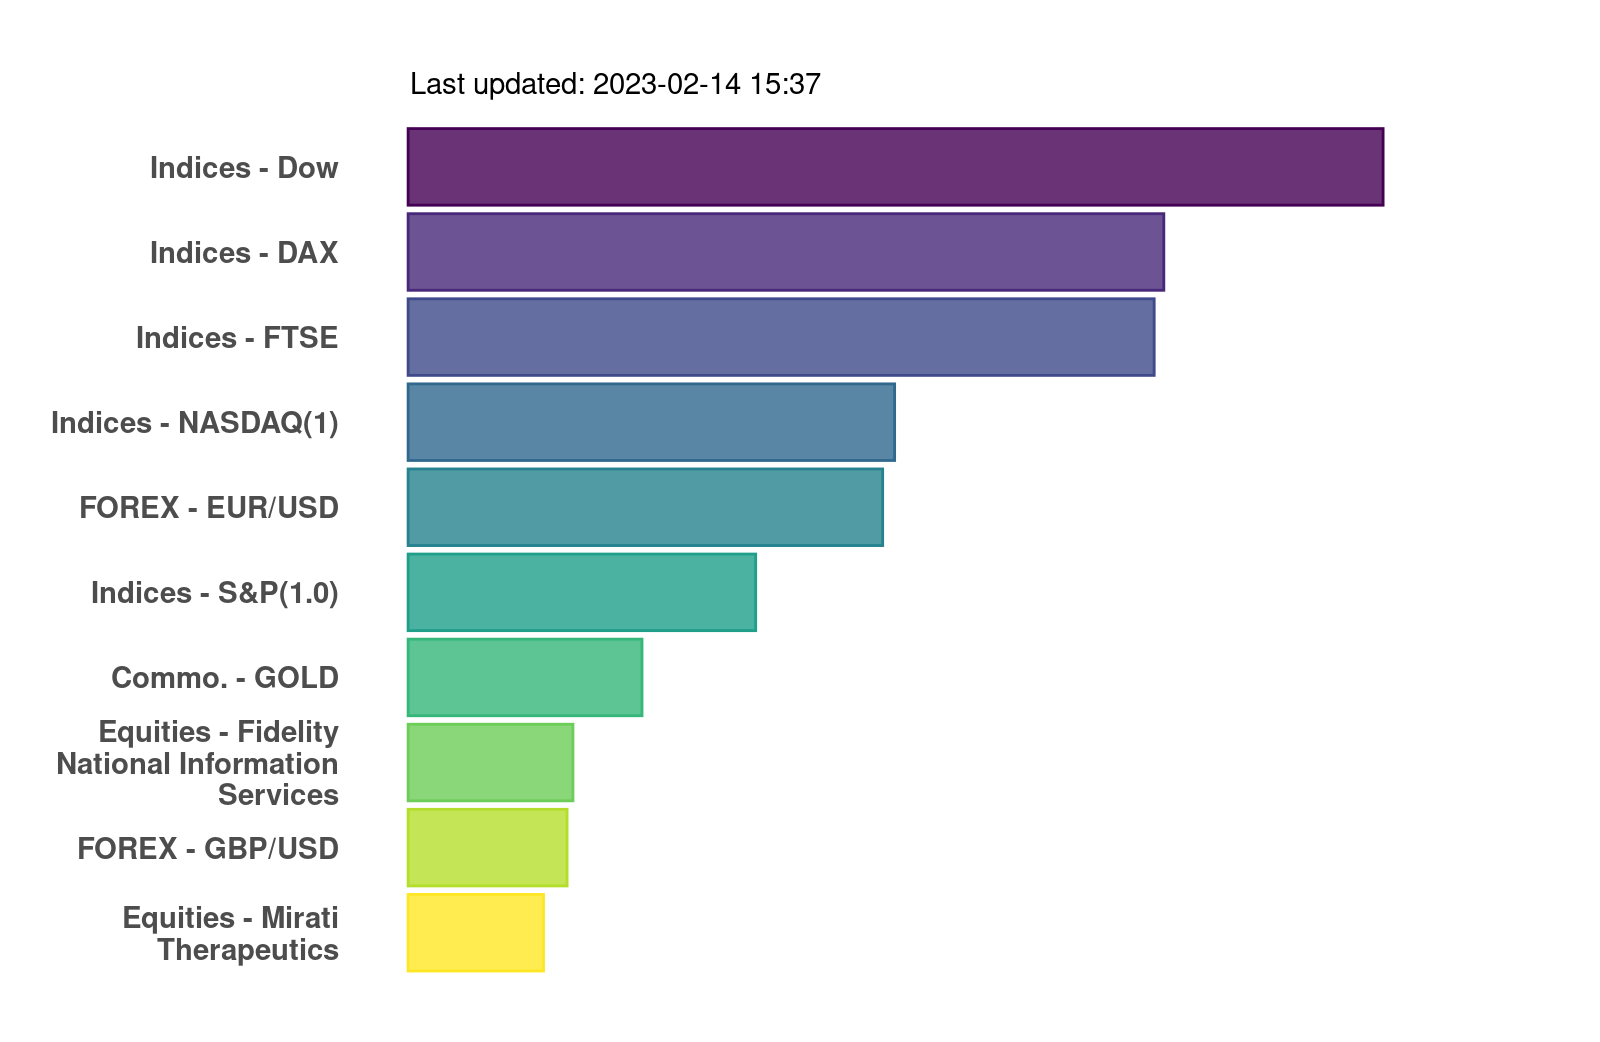 Last updated: 2023-02-14 15:37
Indices - Dow
Indices - DAX
Indices - FTSE
Indices - NASDAQ(1)
FOREX - EUR/USD
Indices - S&P(1.0)
Commo. - GOLD
Equities - Fidelity
National Information
Services
FOREX - GBP/USD
Equities - Mirati
Therapeutics